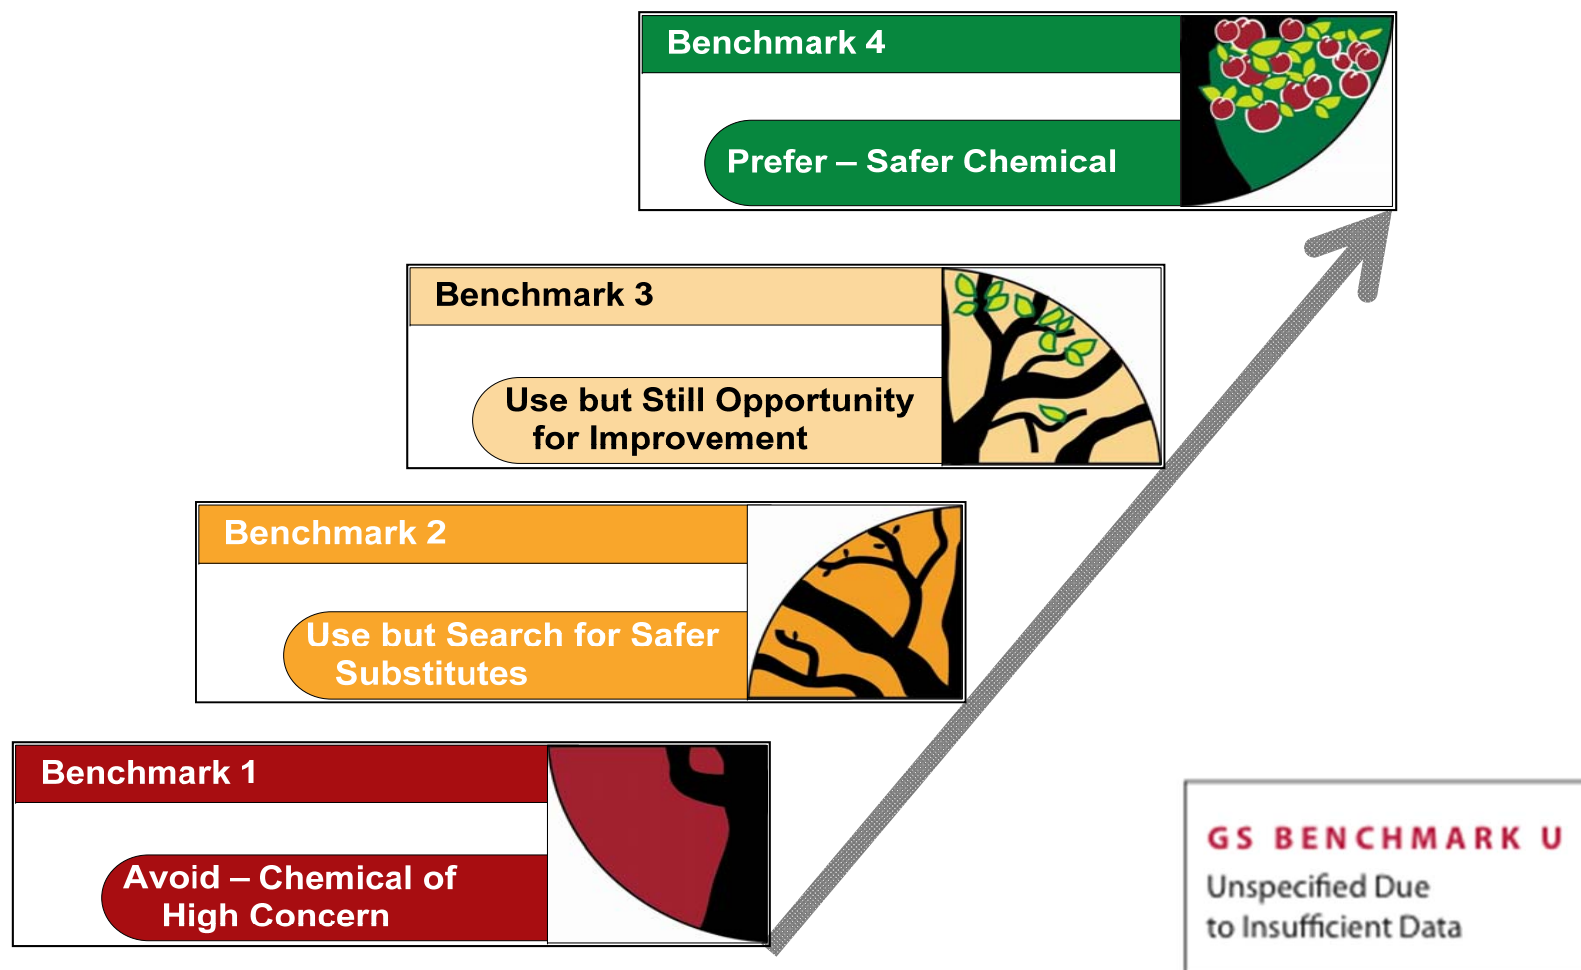 Benchmark 4
Prefer – Safer Chemical
Benchmark 3
Use but Still Opportunity
for Improvement
Benchmark 2
Use but Search for Safer
Substitutes
Benchmark 1
Avoid – Chemical of
High Concern
GS BENCHMARK U
Unspecified Due
to Insufficient Data